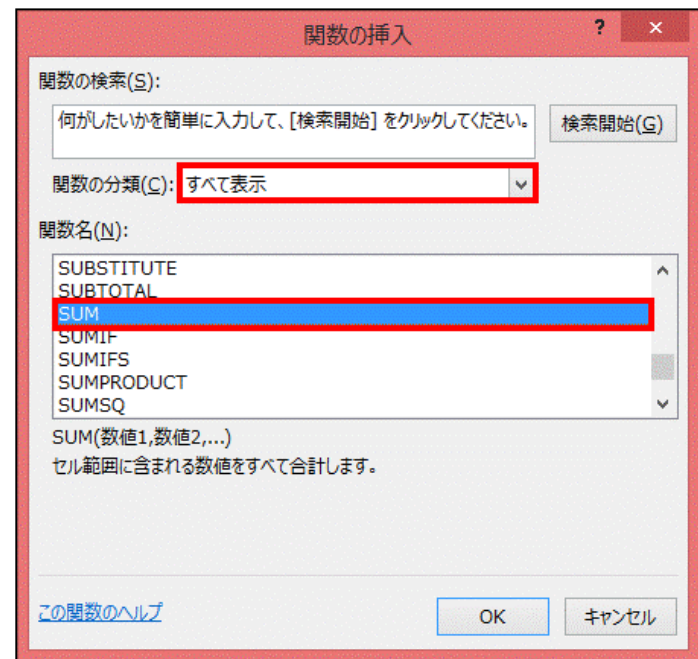 関数の挿入
? ×
関数の検索(S):
何がしたいかを簡単に入力して、[検索開始] をクリックしてください。
検索開始(G)
関数の分類(C): すべて表示
関数名(N):
SUBSTITUTE
SUBTOTAL
SUM
SUMIF
SUMIFS
SUMPRODUCT
SUMSQ
SUM(数値1,数値2,...)
セル範囲に含まれる数値をすべて合計します。
この関数のヘルプ
OK
キャンセル